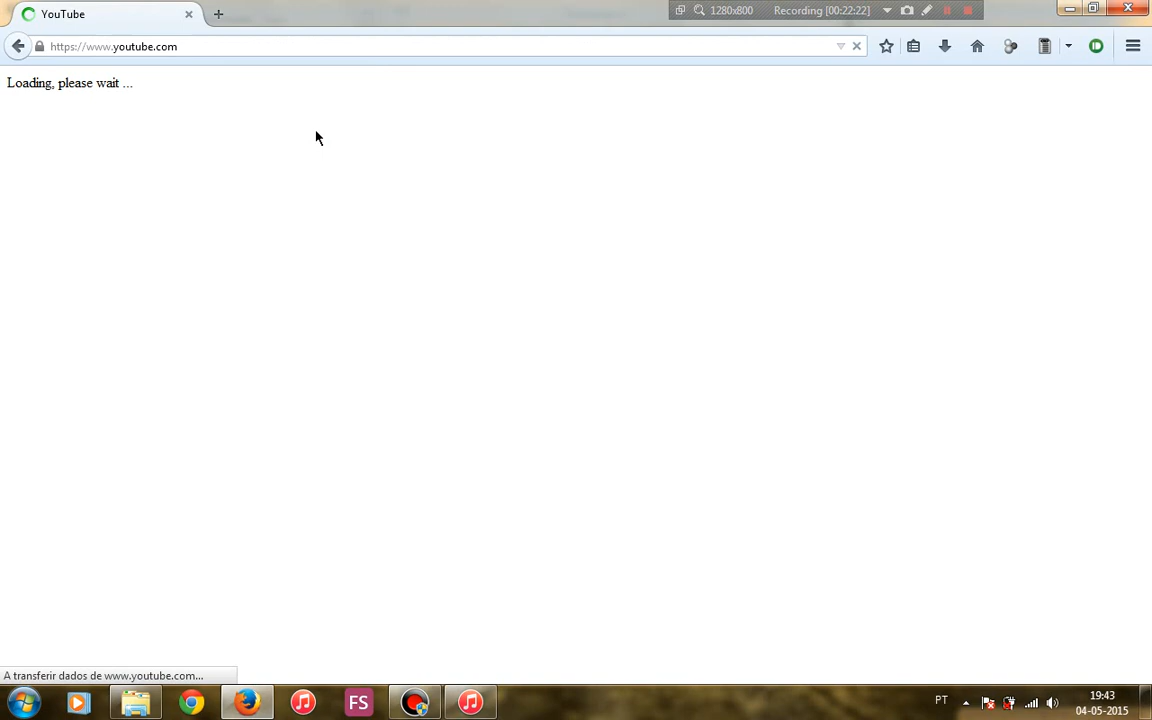 YouTube
1280x800
Recording [00:22:22]
https://www.youtube.com
Loading, please wait ...
A transferir dados de www.youtube.com...
FS
PT
19:43
04-05-2015